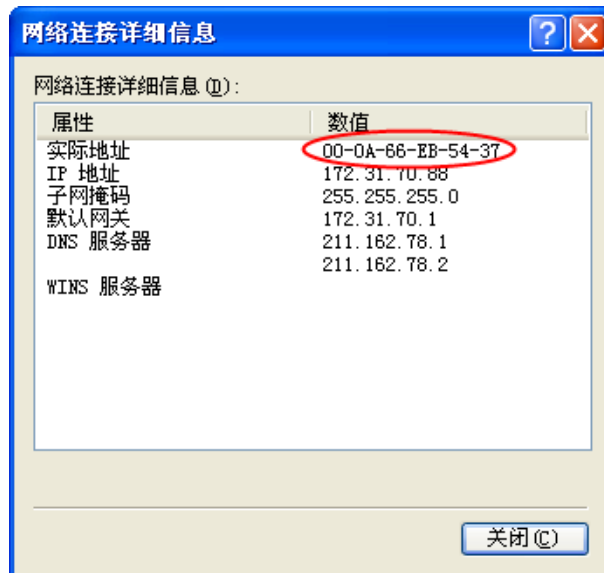 网络连接详细信息
网络连接详细信息(D):
属性 数值
实际地址 00-0A-66-EB-54-37
IP 地址 172.31.70.88
子网掩码 255.255.255.0
默认网关 172.31.70.1
DNS 服务器 211.162.78.1
211.162.78.2
WINS 服务器
关闭(C)